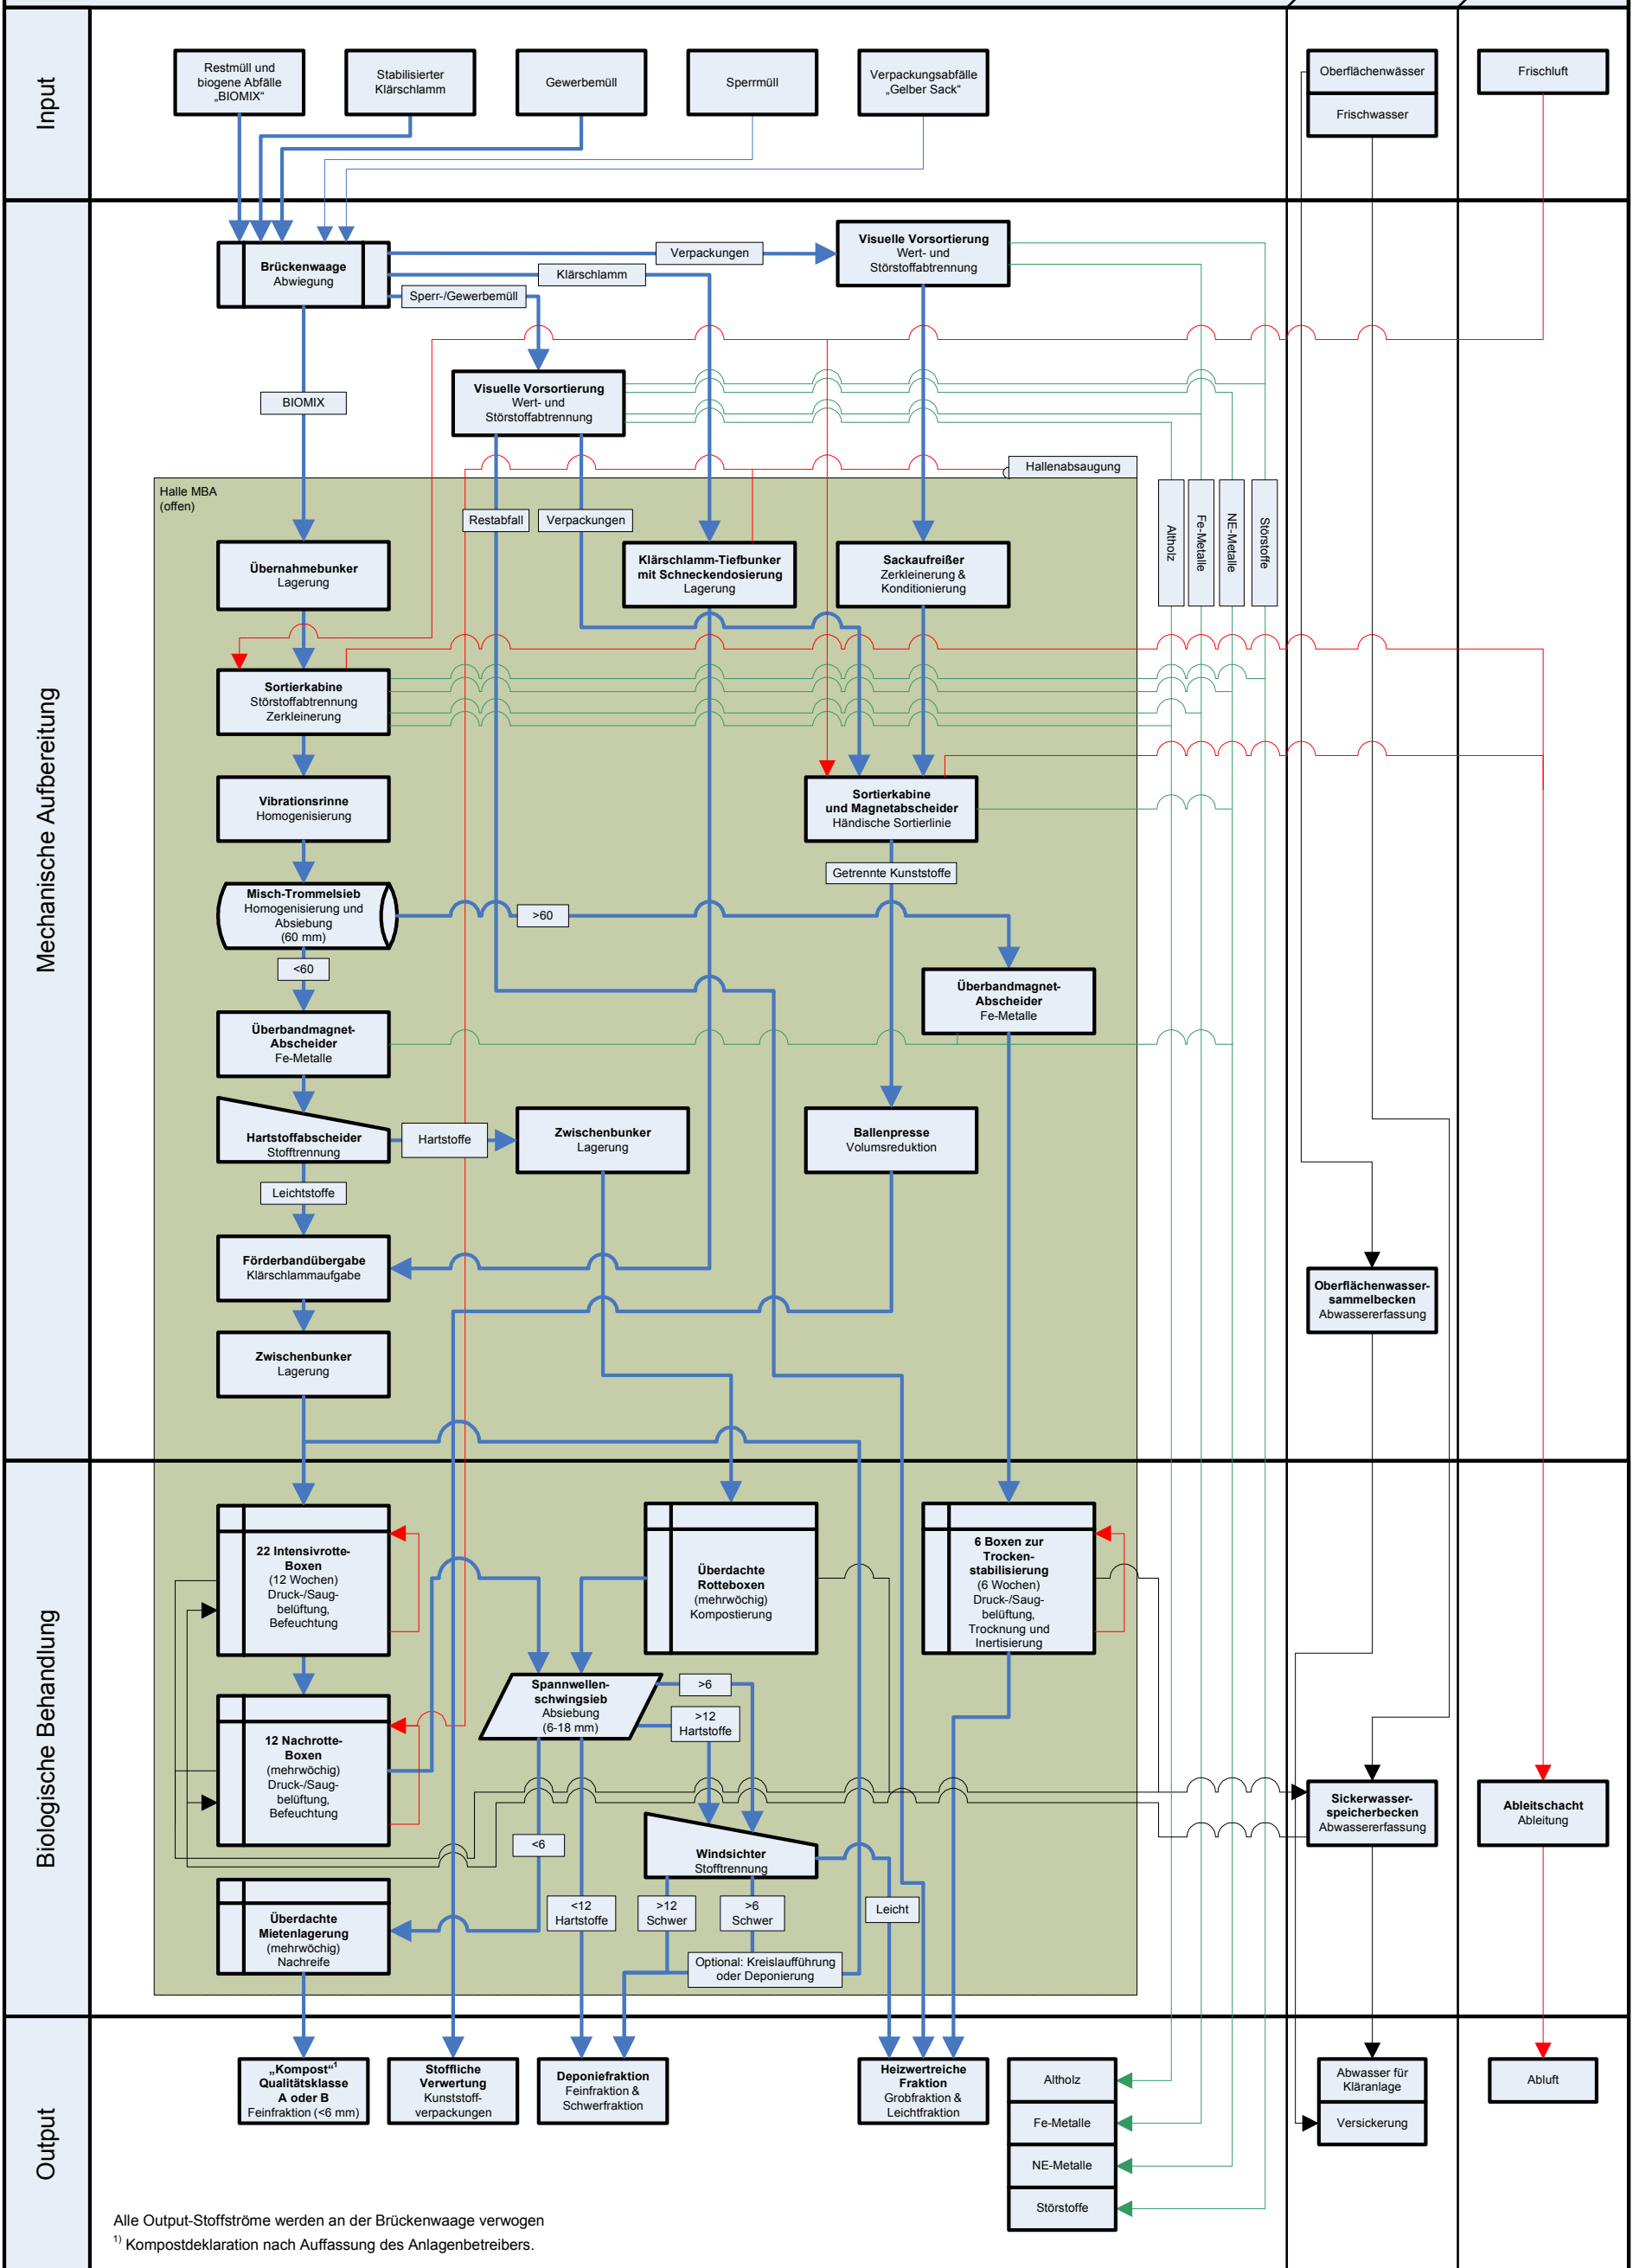 Input
Restmüll und
biogene Abfälle
„BIOMIX“
Stabilisierter
Klärschlamm
Gewerbemüll
Sperrmüll
Verpackungsabfälle
„Gelber Sack“
Oberflächenwässer
Frischwasser
Frischluft
Mechanische Aufbereitung
Brückenwaage
Abwiegung
Verpackungen
Klärschlamm
Sperr-/Gewerbemüll
Visuelle Vorsortierung
Wert- und
Störstoffabtrennung
Visuelle Vorsortierung
Wert- und
Störstoffabtrennung
BIOMIX
Hallenabsaugung
Halle MBA
(offen)
Restabfall
Verpackungen
Altholz
Fe-Metalle
NE-Metalle
Störstoffe
Übernahmebunker
Lagerung
Klärschlamm-Tiefbunker
mit Schneckendosierung
Lagerung
Sackaufreißer
Zerkleinerung &
Konditionierung
Sortierkabine
Störstoffabtrennung
Zerkleinerung
Vibrationsrinne
Homogenisierung
Sortierkabine
und Magnetabscheider
Händische Sortierlinie
Getrennte Kunststoffe
Misch-Trommelsieb
Homogenisierung und
Absiebung
(60 mm)
>60
<60
Überbandmagnet-
Abscheider
Fe-Metalle
Überbandmagnet-
Abscheider
Fe-Metalle
Hartstoffabscheider
Stofftrennung
Hartstoffe
Zwischenbunker
Lagerung
Ballenpresse
Volumsreduktion
Leichtstoffe
Förderbandübergabe
Klärschlammaufgabe
Oberflächenwasser-
sammelbecken
Abwassererfassung
Zwischenbunker
Lagerung
Biologische Behandlung
22 Intensivrotte-
Boxen
(12 Wochen)
Druck-/Saug-
belüftung,
Befeuchtung
Überdachte
Rotteboxen
(mehrwöchig)
Kompostierung
6 Boxen zur
Trocken-
stabilisierung
(6 Wochen)
Druck-/Saug-
belüftung,
Trocknung und
Inertisierung
Spannwellen-
schwingsieb
Absiebung
(6-18 mm)
>6
>12
Hartstoffe
12 Nachrotte-
Boxen
(mehrwöchig)
Druck-/Saug-
belüftung,
Befeuchtung
Sickerwasser-
speicherbecken
Abwassererfassung
Ableitschacht
Ableitung
<6
Windsichter
Stofftrennung
<12
Hartstoffe
>12
Schwer
>6
Schwer
Leicht
Überdachte
Mietenlagerung
(mehrwöchig)
Nachreife
Optional: Kreislaufführung
oder Deponierung
Output
„Kompost“1
Qualitätsklasse
A oder B
Feinfraktion (<6 mm)
Stoffliche
Verwertung
Kunststoff-
verpackungen
Deponiefraktion
Feinfraktion &
Schwerfraktion
Heizwertreiche
Fraktion
Grobfraktion &
Leichtfraktion
Altholz
Fe-Metalle
NE-Metalle
Störstoffe
Abwasser für
Kläranlage
Versickerung
Abluft
Alle Output-Stoffströme werden an der Brückenwaage verwogen
1) Kompostdeklaration nach Auffassung des Anlagenbetreibers.